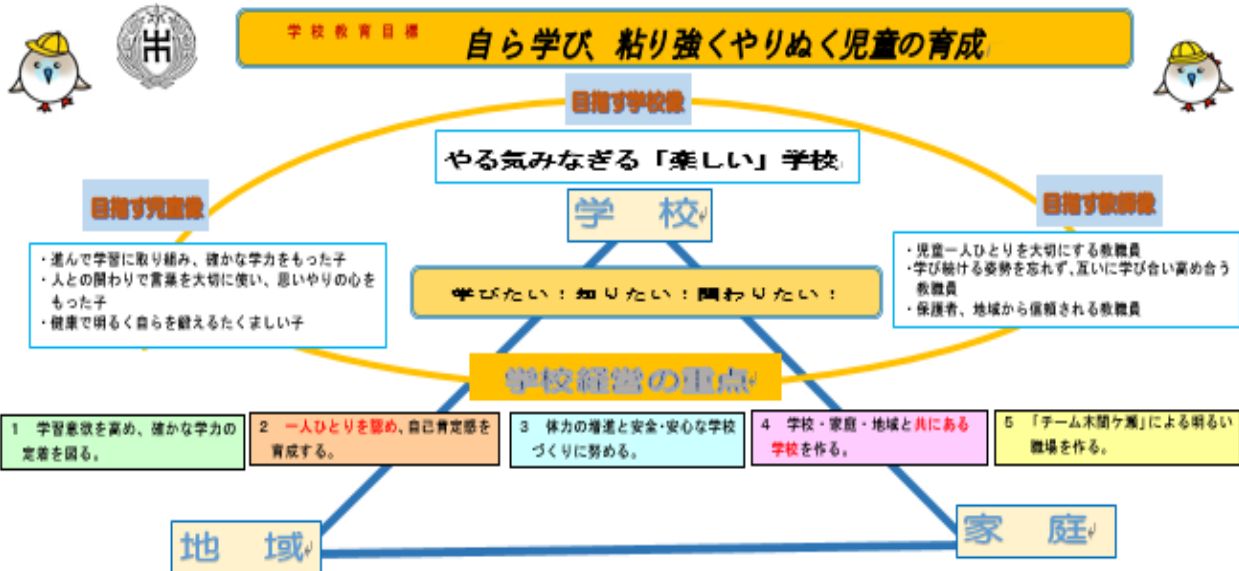 学校教育目標 自ら学び、粘り強くやりぬく児童の育成
目指す学校像
やる気みなぎる「楽しい」学校
学 校
目指す児童像
・進んで学習に取り組み、確かな学力をもった子
・人との関わりで言葉を大切に使い、思いやりの心を
もった子
・健康で明るく自らを鍛えるたくましい子
目指す教師像
・児童一人ひとりを大切にする教職員
・学び続ける姿勢を忘れず、互いに学び合い高め合う
教職員
・保護者、地域から信頼される教職員
学びたい！知りたい！関わりたい！
学校経営の重点
1 学習意欲を高め、確かな学力の
定着を図る。
2 一人ひとりを認め、自己肯定感を
育成する。
3 体力の増進と安全・安心な学校
づくりに努める。
4 学校・家庭・地域と共にある
学校を作る。
5 「チーム木間ケ瀬」による明るい
職場を作る。
地 域
家 庭